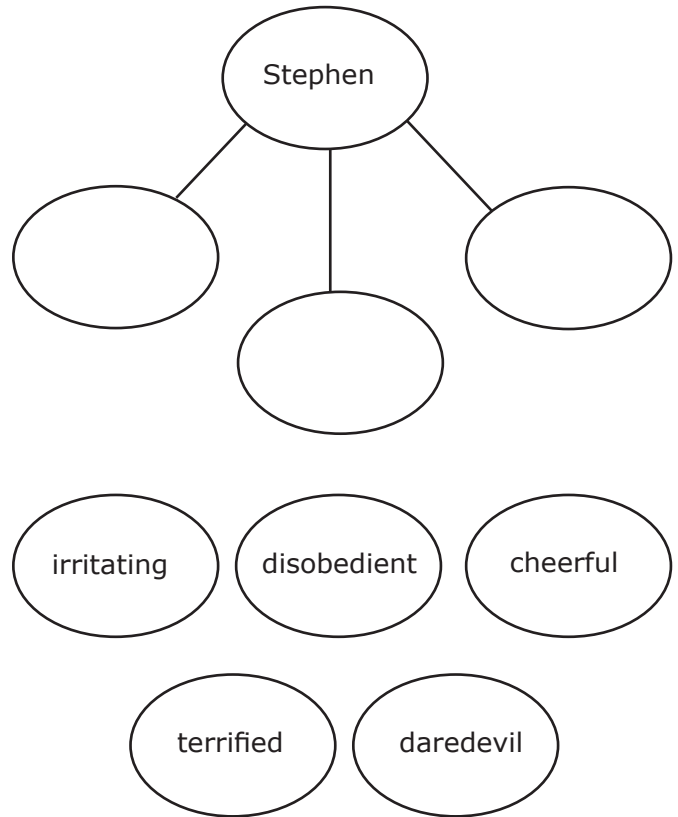 Stephen
irritating
disobedient
cheerful
terrified
daredevil